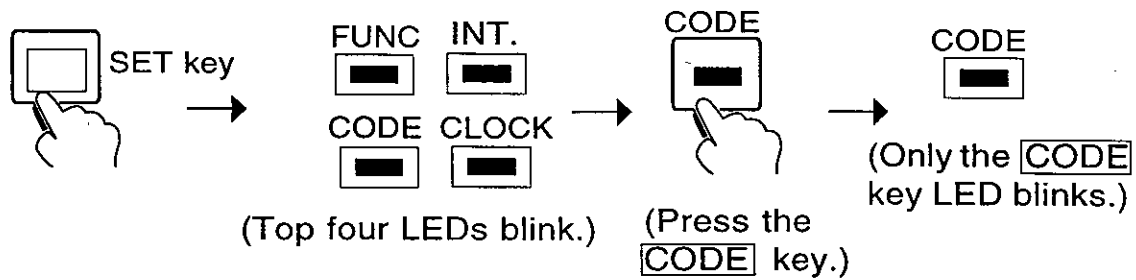 SET key
FUNC INT.
CODE CLOCK
(Top four LEDs blink.)
CODE
(Press the
CODE key.)
CODE
(Only the CODE
key LED blinks.)